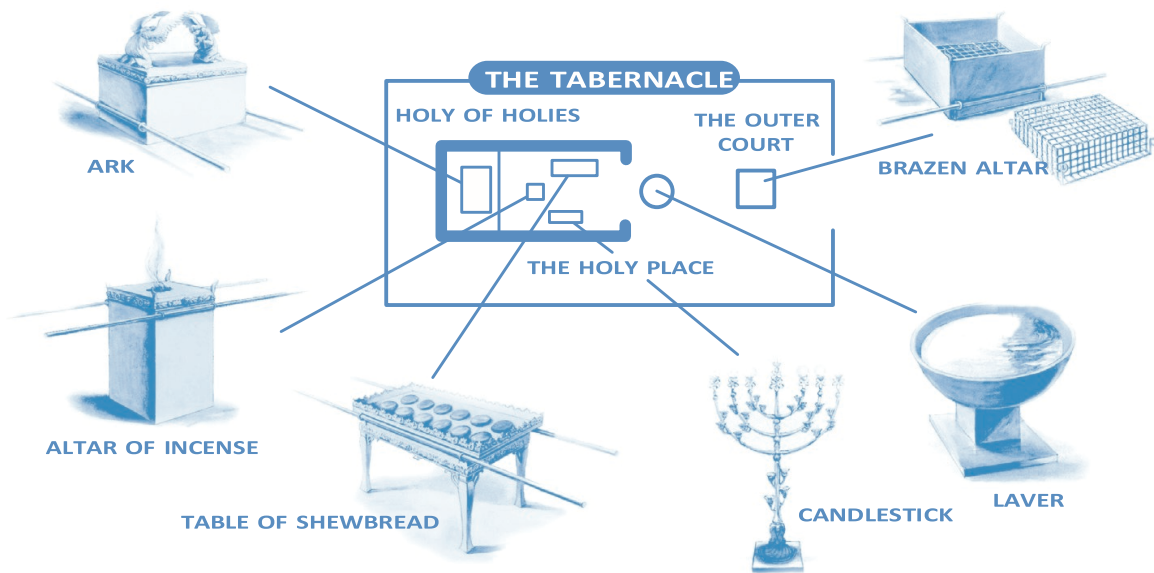 THE TABERNACLE
HOLY OF HOLIES
THE OUTER
COURT
ARK
BRAZEN ALTAR
THE HOLY PLACE
ALTAR OF INCENSE
TABLE OF SHEWBREAD
CANDLESTICK
LAVER